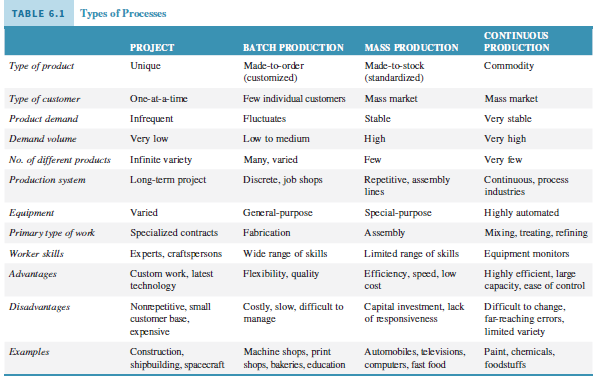 TABLE 6.1 Types of Processes
CONTINUOUS
PROJECT BATCH PRODUCTION MASS PRODUCTION PRODUCTION
Type of product Unique Made-to-order Made-to-stock Commodity
(customized) (standardized)
Type of customer One-at-a-time Few individual customers Mass market Mass market
Product demand Infrequent Fluctuates Stable Very stable
Demand volume Very low Low to medium High Very high
No. of different products Infinite variety Many, varied Few Very few
Production system Long-term project Discrete, job shops Repetitive, assembly Continuous, process
lines industries
Equipment Varied General-purpose Special-purpose Highly automated
Primary type of work Specialized contracts Fabrication Assembly Mixing, treating, refining
Worker skills Experts, craftspersons Wide range of skills Limited range of skills Equipment monitors
Advantages Custom work, latest Flexibility, quality Efficiency, speed, low Highly efficient, large
technology cost capacity, ease of control
Disadvantages Nonrepetitive, small Costly, slow, difficult to Capital investment, lack Difficult to change,
customer base, manage of responsiveness far-reaching errors,
expensive limited variety
Examples Construction, Machine shops, print Automobiles, televisions, Paint, chemicals,
shipbuilding, spacecraft shops, bakeries, education computers, fast food foodstuffs